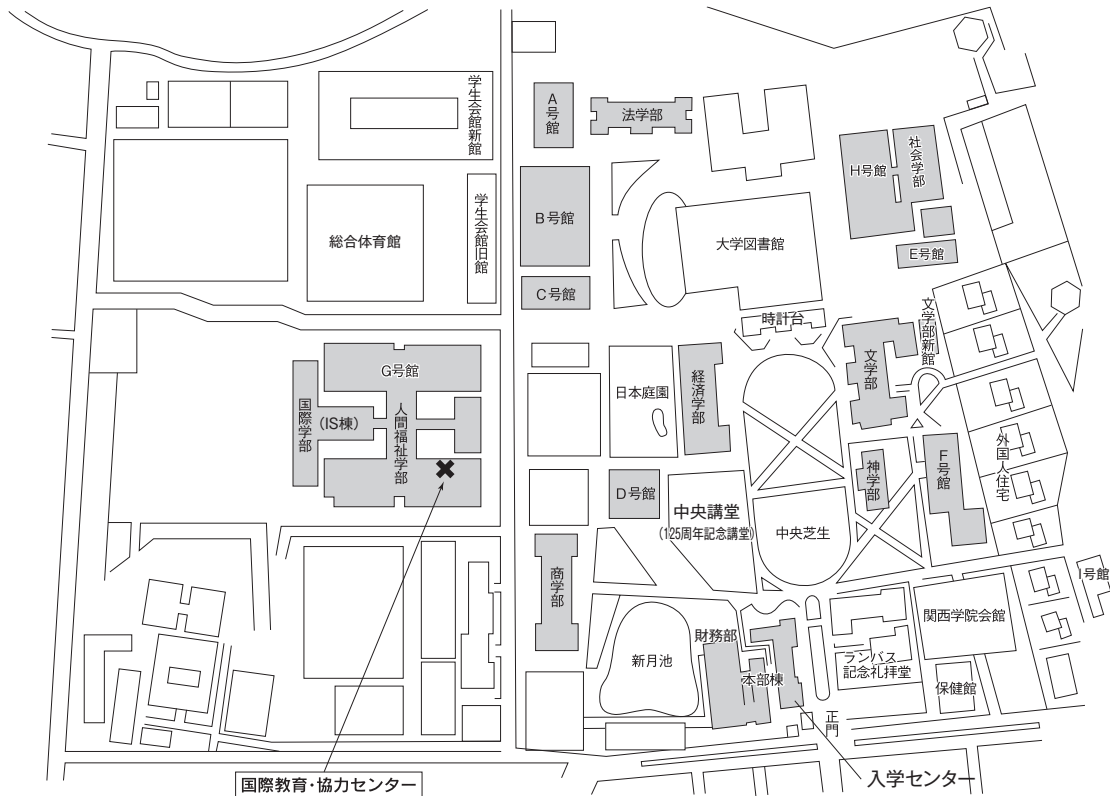 学生会館新館
A号館
法学部
H号館
社会学部
学生会館旧館
総合体育館
B号館
大学図書館
E号館
C号館
時計台
文学部新館
文学部
G号館
国際学部
(IS棟)
人間福祉学部
日本庭園
経済学部
外国人住宅
神学部
F号館
D号館
中央講堂
(125周年記念講堂)
中央芝生
商学部
I号館
関西学院会館
財務部
新月池
本部棟
ランバス
記念礼拝堂
保健館
正門
国際教育・協力センター
入学センター